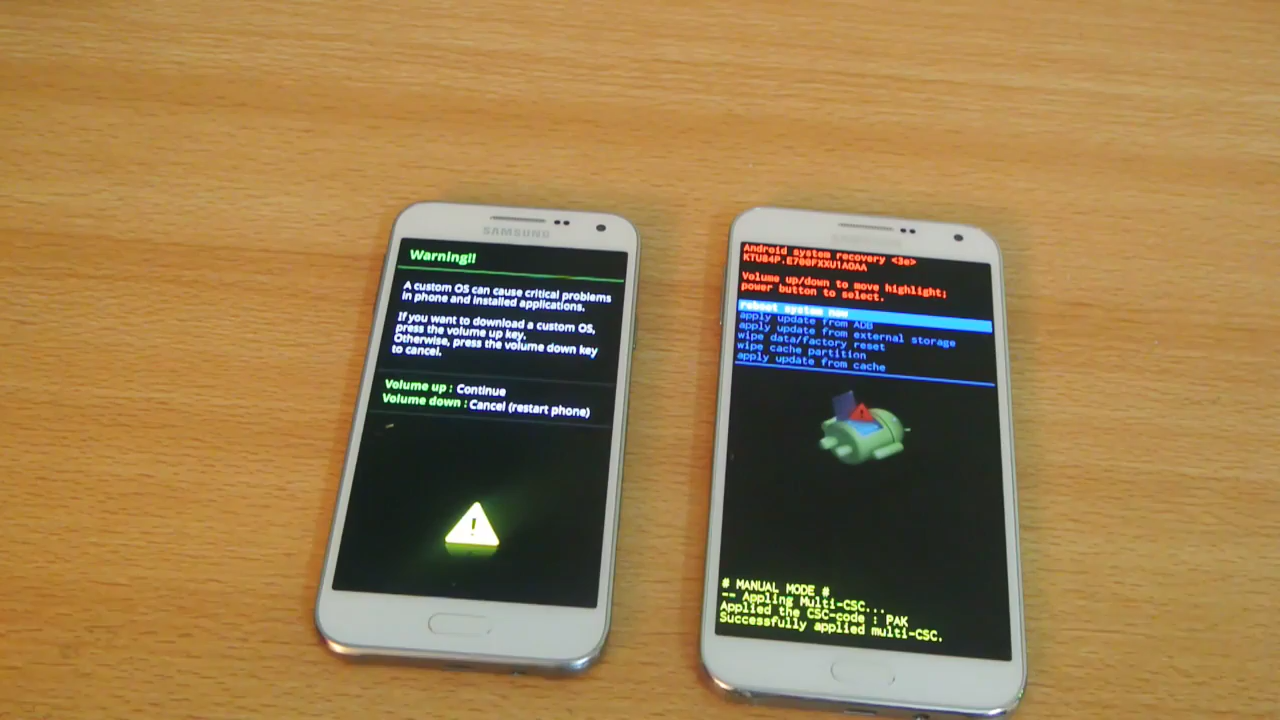 SAMSUNG
Warning!!
A custom OS can cause critical problems
in phone and installed applications.
If you want to download a custom OS,
press the volume up key.
Otherwise, press the volume down key
to cancel.
Volume up : Continue
Volume down : Cancel (restart phone)
SAMSUNG
Android system recovery <3e>
KTU84P.E700FXXU1AOAA
Volume up/down to move highlight;
power button to select.
reboot system now
apply update from ADB
apply update from external storage
wipe data/factory reset
wipe cache partition
apply update from cache
# MANUAL MODE #
-- Appling Multi-CSC...
Applied the CSC-code : PAK
Successfully applied multi-CSC.